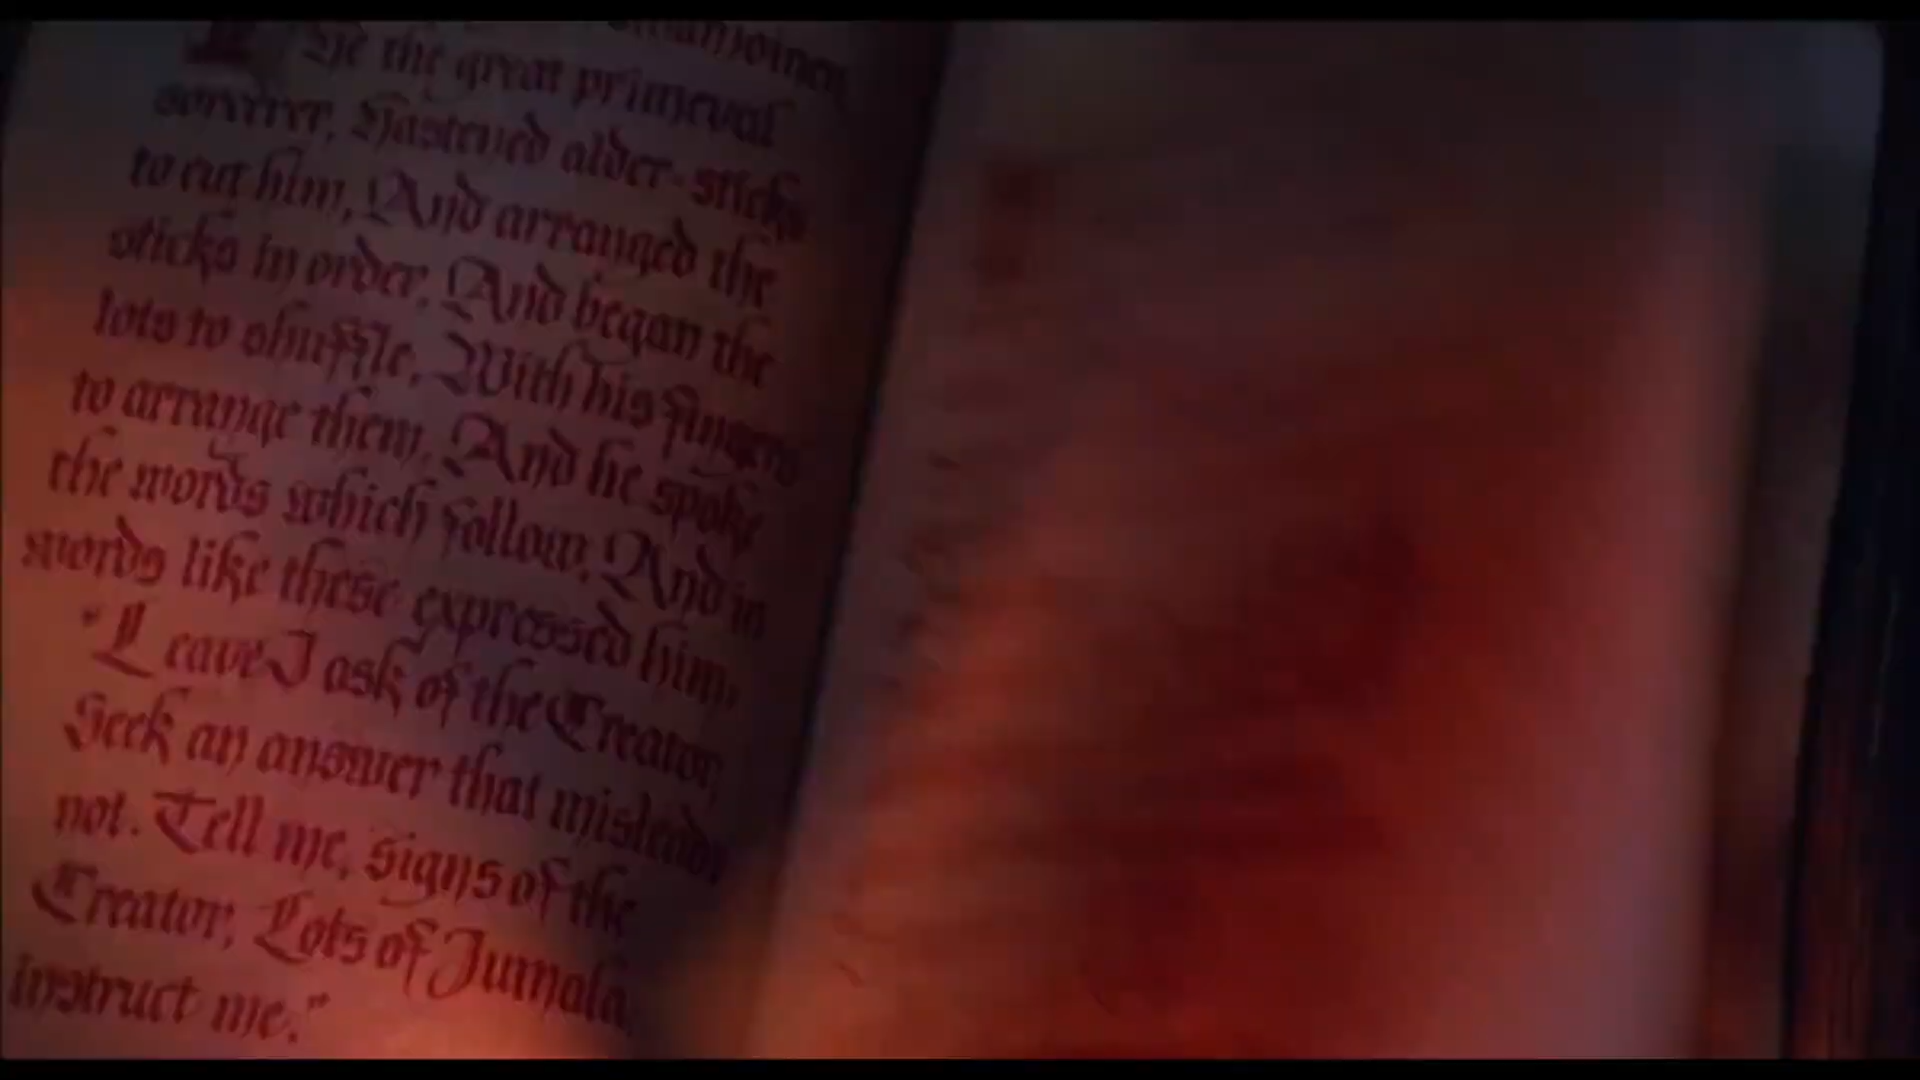 He the great primeval
sorcerer, Hastened alder-sticks
to cut him, And arranged the
sticks in order, And began the
lots to shuffle, With his fingers
to arrange them, And he spoke
the words which follow, And in
words like these expressed him,
"Leave I ask of the Creator,
Seek an answer that misleads
not. Tell me, signs of the
Creator, Lots of Jumala
instruct me."